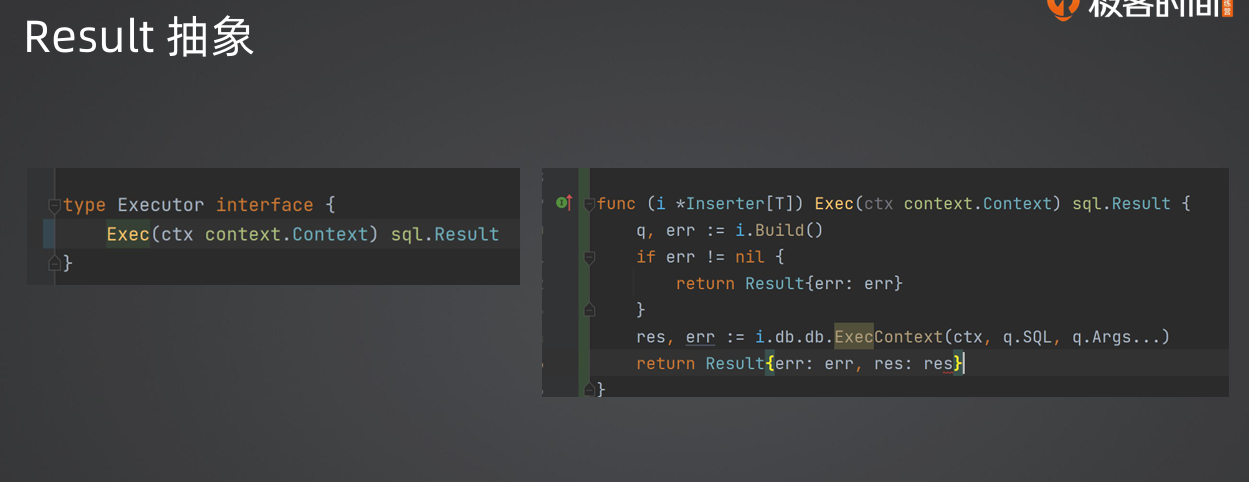 Result 抽象
极客时间
type Executor interface {
Exec(ctx context.Context) sql.Result
}
func (i *Inserter[T]) Exec(ctx context.Context) sql.Result {
q, err := i.Build()
if err != nil {
return Result{err: err}
}
res, err := i.db.db.ExecContext(ctx, q.SQL, q.Args...)
return Result{err: err, res: res}
}